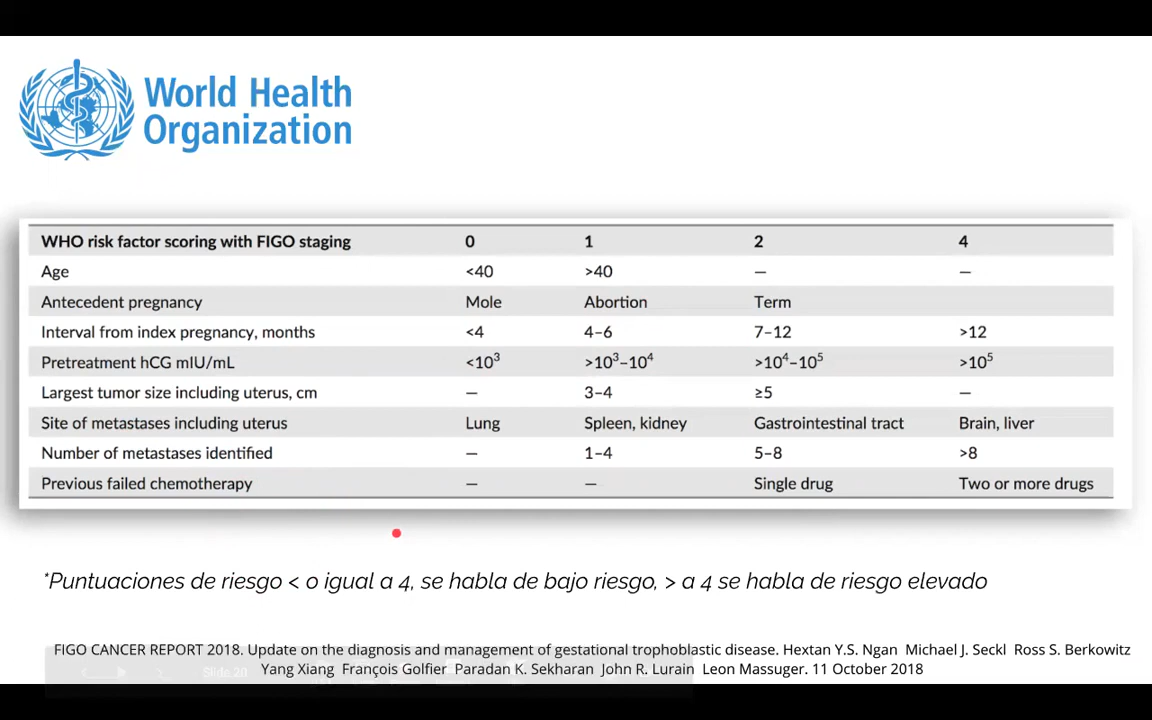 World Health
Organization
WHO risk factor scoring with FIGO staging 0 1 2 4
Age <40 >40 — —
Antecedent pregnancy Mole Abortion Term
Interval from index pregnancy, months <4 4–6 7–12 >12
Pretreatment hCG mIU/mL <10³ >10³–10⁴ >10⁴–10⁵ >10⁵
Largest tumor size including uterus, cm — 3–4 ≥5 —
Site of metastases including uterus Lung Spleen, kidney Gastrointestinal tract Brain, liver
Number of metastases identified — 1–4 5–8 >8
Previous failed chemotherapy — — Single drug Two or more drugs
*Puntuaciones de riesgo < o igual a 4, se habla de bajo riesgo, > a 4 se habla de riesgo elevado
FIGO CANCER REPORT 2018. Update on the diagnosis and management of gestational trophoblastic disease. Hextan Y.S. Ngan Michael J. Seckl Ross S. Berkowitz
Yang Xiang François Golfier Paradan K. Sekharan John R. Lurain Leon Massuger. 11 October 2018
Slide 20